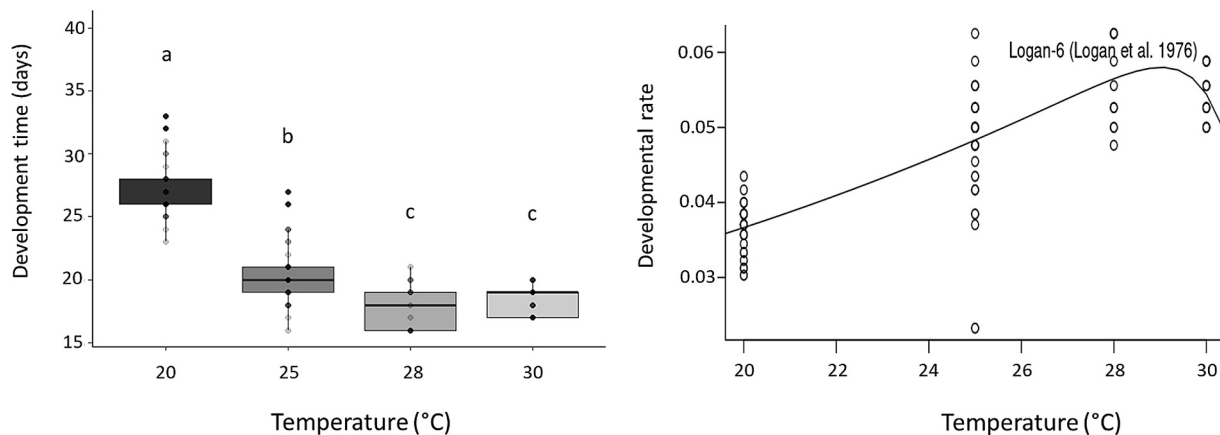 Development time (days)
40
35
30
25
20
15
a
b
c
c
20
25
28
30
Temperature (°C)
Developmental rate
0.06
0.05
0.04
0.03
Logan-6 (Logan et al. 1976)
20
22
24
26
28
30
Temperature (°C)